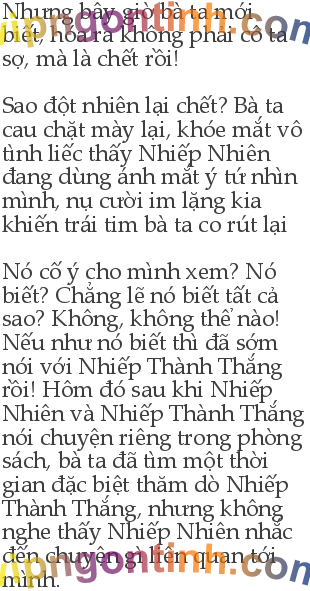 Nhưng bây giờ bà ta mới
biết, hóa ra không phải cô ta
sợ, mà là chết rồi!
Sao đột nhiên lại chết? Bà ta
cau chặt mày lại, khóe mắt vô
tình liếc thấy Nhiếp Nhiên
đang dùng ánh mắt ý tứ nhìn
mình, nụ cười im lặng kia
khiến trái tim bà ta co rút lại
Nó cố ý cho mình xem? Nó
biết? Chẳng lẽ nó biết tất cả
sao? Không, không thể nào!
Nếu như nó biết thì đã sớm
nói với Nhiếp Thành Thắng
rồi! Hôm đó sau khi Nhiếp
Nhiên và Nhiếp Thành Thắng
nói chuyện riêng trong phòng
sách, bà ta đã tìm một thời
gian đặc biệt thăm dò Nhiếp
Thành Thắng, nhưng không
nghe thấy Nhiếp Nhiên nhắc
đến chuyện gì liên quan tới
mình.